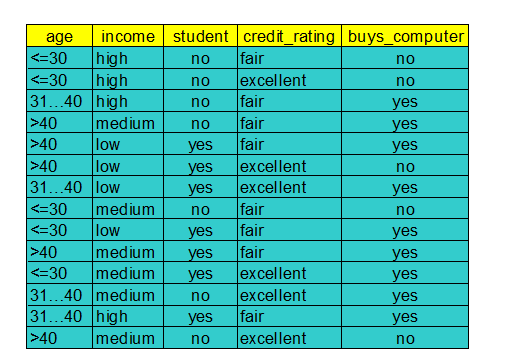 age income student credit_rating buys_computer
<=30 high no fair no
<=30 high no excellent no
31…40 high no fair yes
>40 medium no fair yes
>40 low yes fair yes
>40 low yes excellent no
31…40 low yes excellent yes
<=30 medium no fair no
<=30 low yes fair yes
>40 medium yes fair yes
<=30 medium yes excellent yes
31…40 medium no excellent yes
31…40 high yes fair yes
>40 medium no excellent no